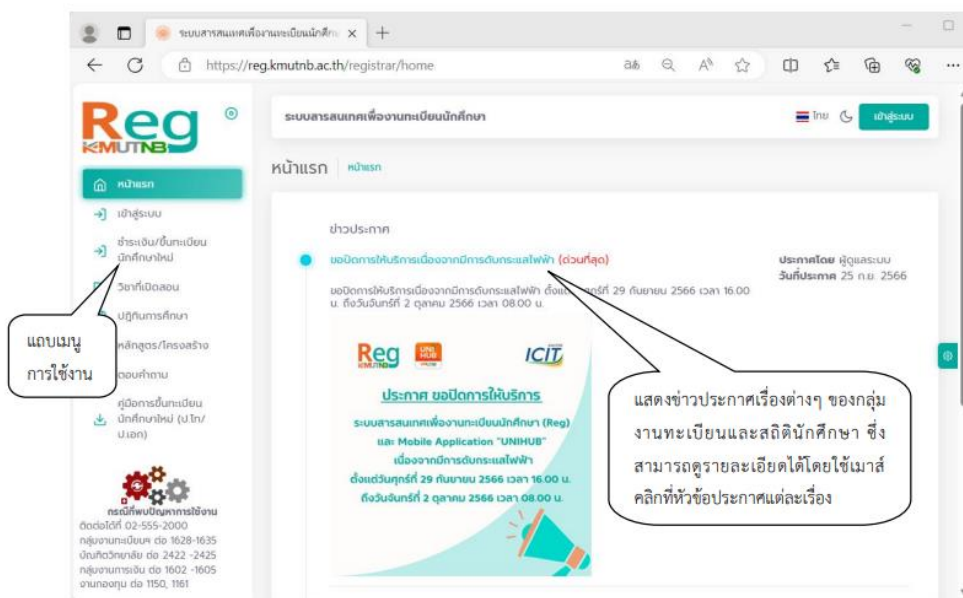 ระบบสารสนเทศเพื่องานทะเบียนนักศึก
https://reg.kmutnb.ac.th/registrar/home
Reg
KMUTNB
ระบบสารสนเทศเพื่องานทะเบียนนักศึกษา
ไทย
เข้าสู่ระบบ
หน้าแรก
หน้าแรก
หน้าแรก
เข้าสู่ระบบ
ชำระเงิน/ขึ้นทะเบียน
นักศึกษาใหม่
วิชาที่เปิดสอน
ปฏิทินการศึกษา
หลักสูตร/โครงสร้าง
ตอบคำถาม
คู่มือการขึ้นทะเบียน
นักศึกษาใหม่ (ป.โท/
ป.เอก)
แถบเมนู
การใช้งาน
กรณีที่พบปัญหาการใช้งาน
ติดต่อได้ที่ 02-555-2000
กลุ่มงานทะเบียนฯ ต่อ 1628-1635
บัณฑิตวิทยาลัย ต่อ 2422 -2425
กลุ่มงานการเงิน ต่อ 1602 -1605
งานกองทุน ต่อ 1150, 1161
ข่าวประกาศ
ขอปิดการให้บริการเนื่องจากมีการดับกระแสไฟฟ้า (ด่วนที่สุด)
ประกาศโดย ผู้ดูแลระบบ
วันที่ประกาศ 25 ก.ย. 2566
ขอปิดการให้บริการเนื่องจากมีการดับกระแสไฟฟ้า ตั้งแต่วันศุกร์ที่ 29 กันยายน 2566 เวลา 16.00
น. ถึงวันจันทร์ที่ 2 ตุลาคม 2566 เวลา 08.00 น.
Reg
KMUTNB
UNI
HUB
ICIT
ประกาศ ขอปิดการให้บริการ
ระบบสารสนเทศเพื่องานทะเบียนนักศึกษา (Reg)
และ Mobile Application "UNIHUB"
เนื่องจากมีการดับกระแสไฟฟ้า
ตั้งแต่วันศุกร์ที่ 29 กันยายน 2566 เวลา 16.00 น.
ถึงวันจันทร์ที่ 2 ตุลาคม 2566 เวลา 08.00 น.
แสดงข่าวประกาศเรื่องต่างๆ ของกลุ่ม
งานทะเบียนและสถิตินักศึกษา ซึ่ง
สามารถดูรายละเอียดได้โดยใช้เมาส์
คลิกที่หัวข้อประกาศแต่ละเรื่อง